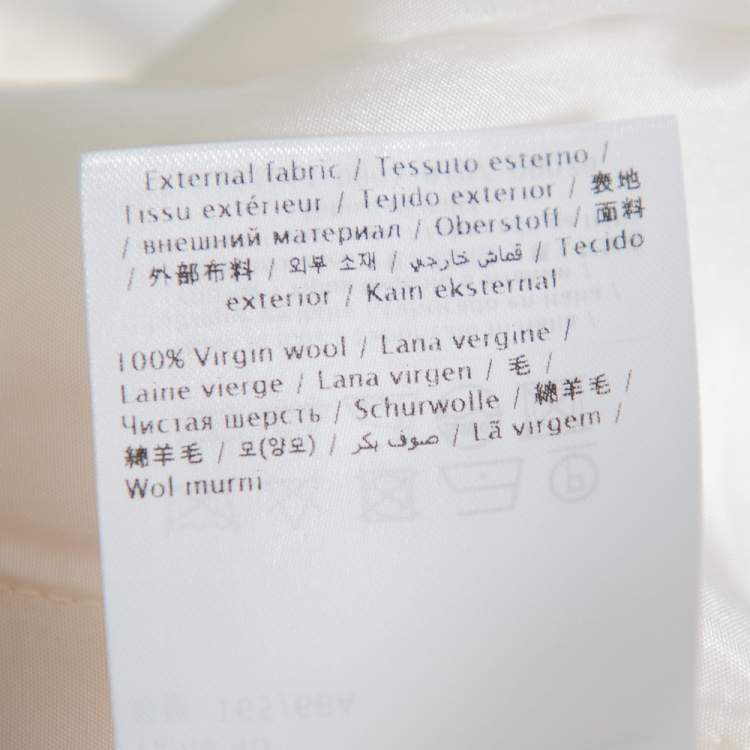 External fabric / Tessuto esterno /
Tissu extérieur / Tejido exterior / 表地
/ внешний материал / Oberstoff / 面料
/ 外部布料 / 외부 소재 / قماش خارجي / Tecido
exterior / Kain eksternal
100% Virgin wool / Lana vergine /
Laine vierge / Lana virgen / 毛 /
Чистая шерсть / Schurwolle / 綿羊毛 /
綿羊毛 / 모(양모) / صوف بكر / Lã virgem /
Wol murni